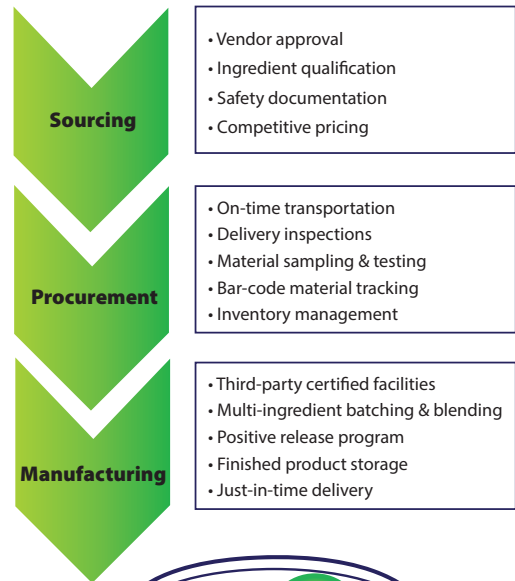 Sourcing
• Vendor approval
• Ingredient qualification
• Safety documentation
• Competitive pricing
Procurement
• On-time transportation
• Delivery inspections
• Material sampling & testing
• Bar-code material tracking
• Inventory management
Manufacturing
• Third-party certified facilities
• Multi-ingredient batching & blending
• Positive release program
• Finished product storage
• Just-in-time delivery